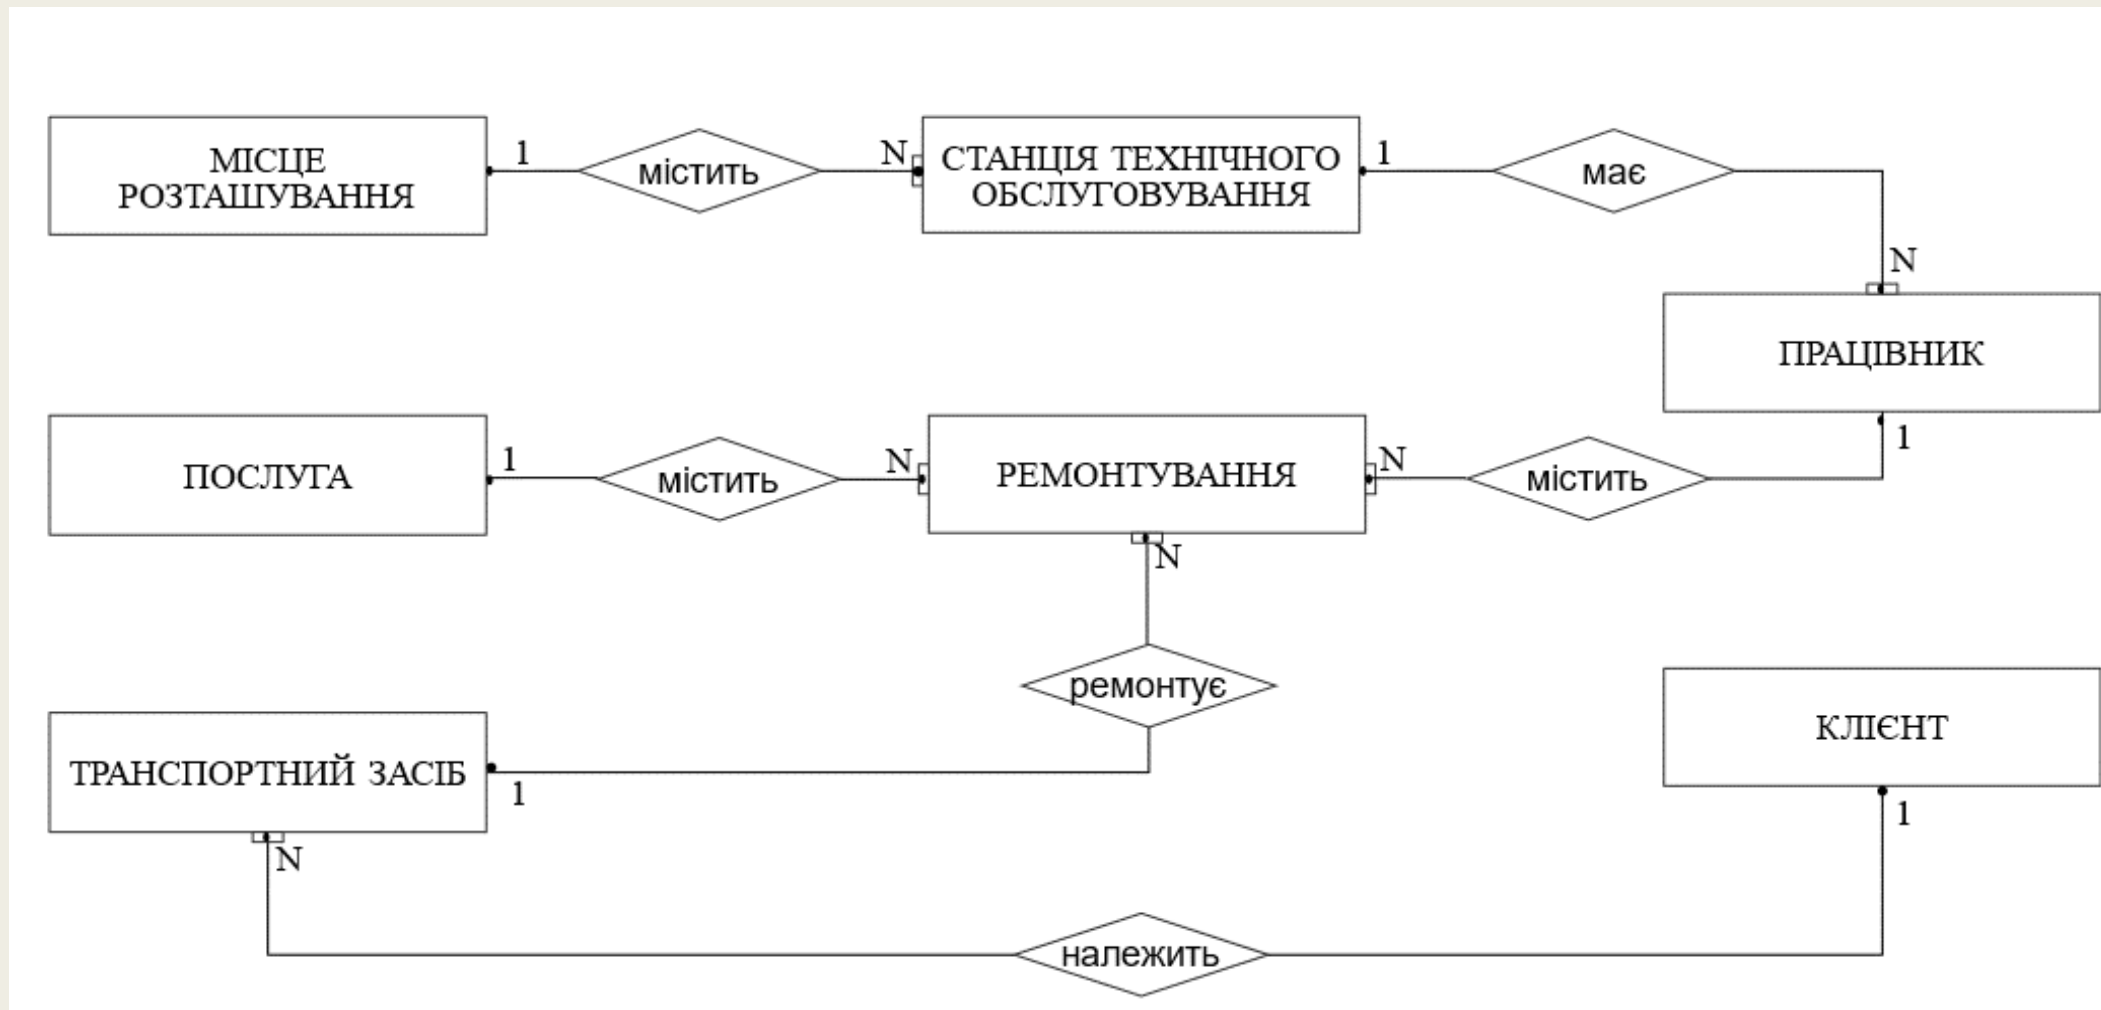 МІСЦЕ
РОЗТАШУВАННЯ
1
містить
N
СТАНЦІЯ ТЕХНІЧНОГО
ОБСЛУГОВУВАННЯ
1
має
N
ПРАЦІВНИК
1
ПОСЛУГА
1
містить
N
РЕМОНТУВАННЯ
N
містить
N
ремонтує
ТРАНСПОРТНИЙ ЗАСІБ
1
N
КЛІЄНТ
1
належить